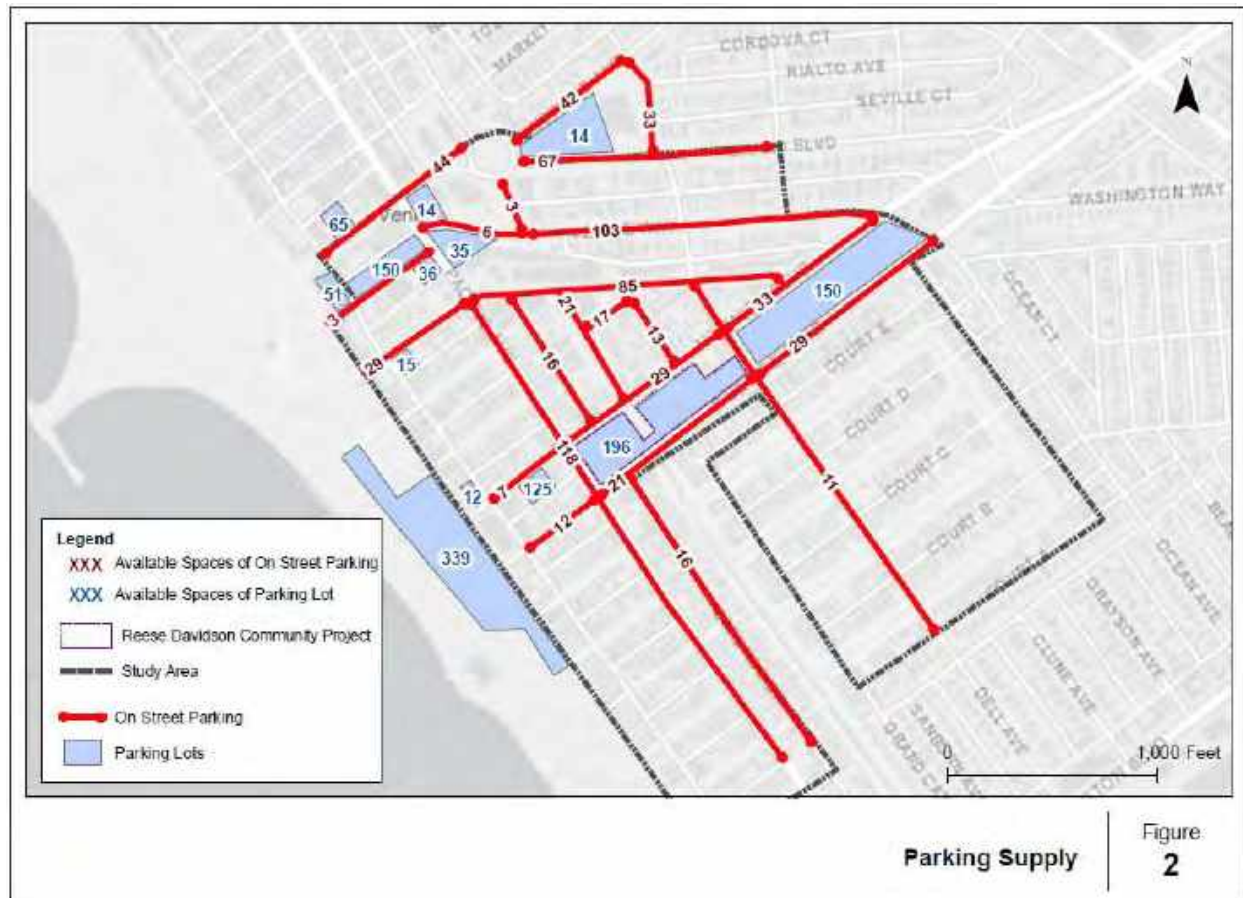 MARKET
CORDOVA CT
RIALTO AVE
SEVILLE CT
BLVD
WASHINGTON WAY
N
42
14
33
67
44
3
65
14
6
103
35
150
36
51
85
33
150
21
17
13
16
29
29
29
15
OCEAN CT
COURT E
COURT D
COURT C
COURT B
118
196
21
12
7
125
12
11
16
339
OCEAN AVE
GRAYSON AVE
CLUNE AVE
DELL AVE
Legend
XXX Available Spaces of On Street Parking
XXX Available Spaces of Parking Lot
Reese Davidson Community Project
Study Area
On Street Parking
Parking Lots
0 1,000 Feet
Parking Supply
Figure
2